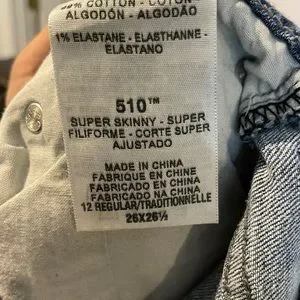 COTTON - COTON -
ALGODÓN - ALGODÃO
1% ELASTANE - ELASTHANNE -
ELASTANO
510™
SUPER SKINNY - SUPER
FILIFORME - CORTE SUPER
AJUSTADO
MADE IN CHINA
FABRIQUE EN CHINE
FABRICADO EN CHINA
FABRICADO NA CHINA
12 REGULAR/TRADITIONNELLE
26X26½